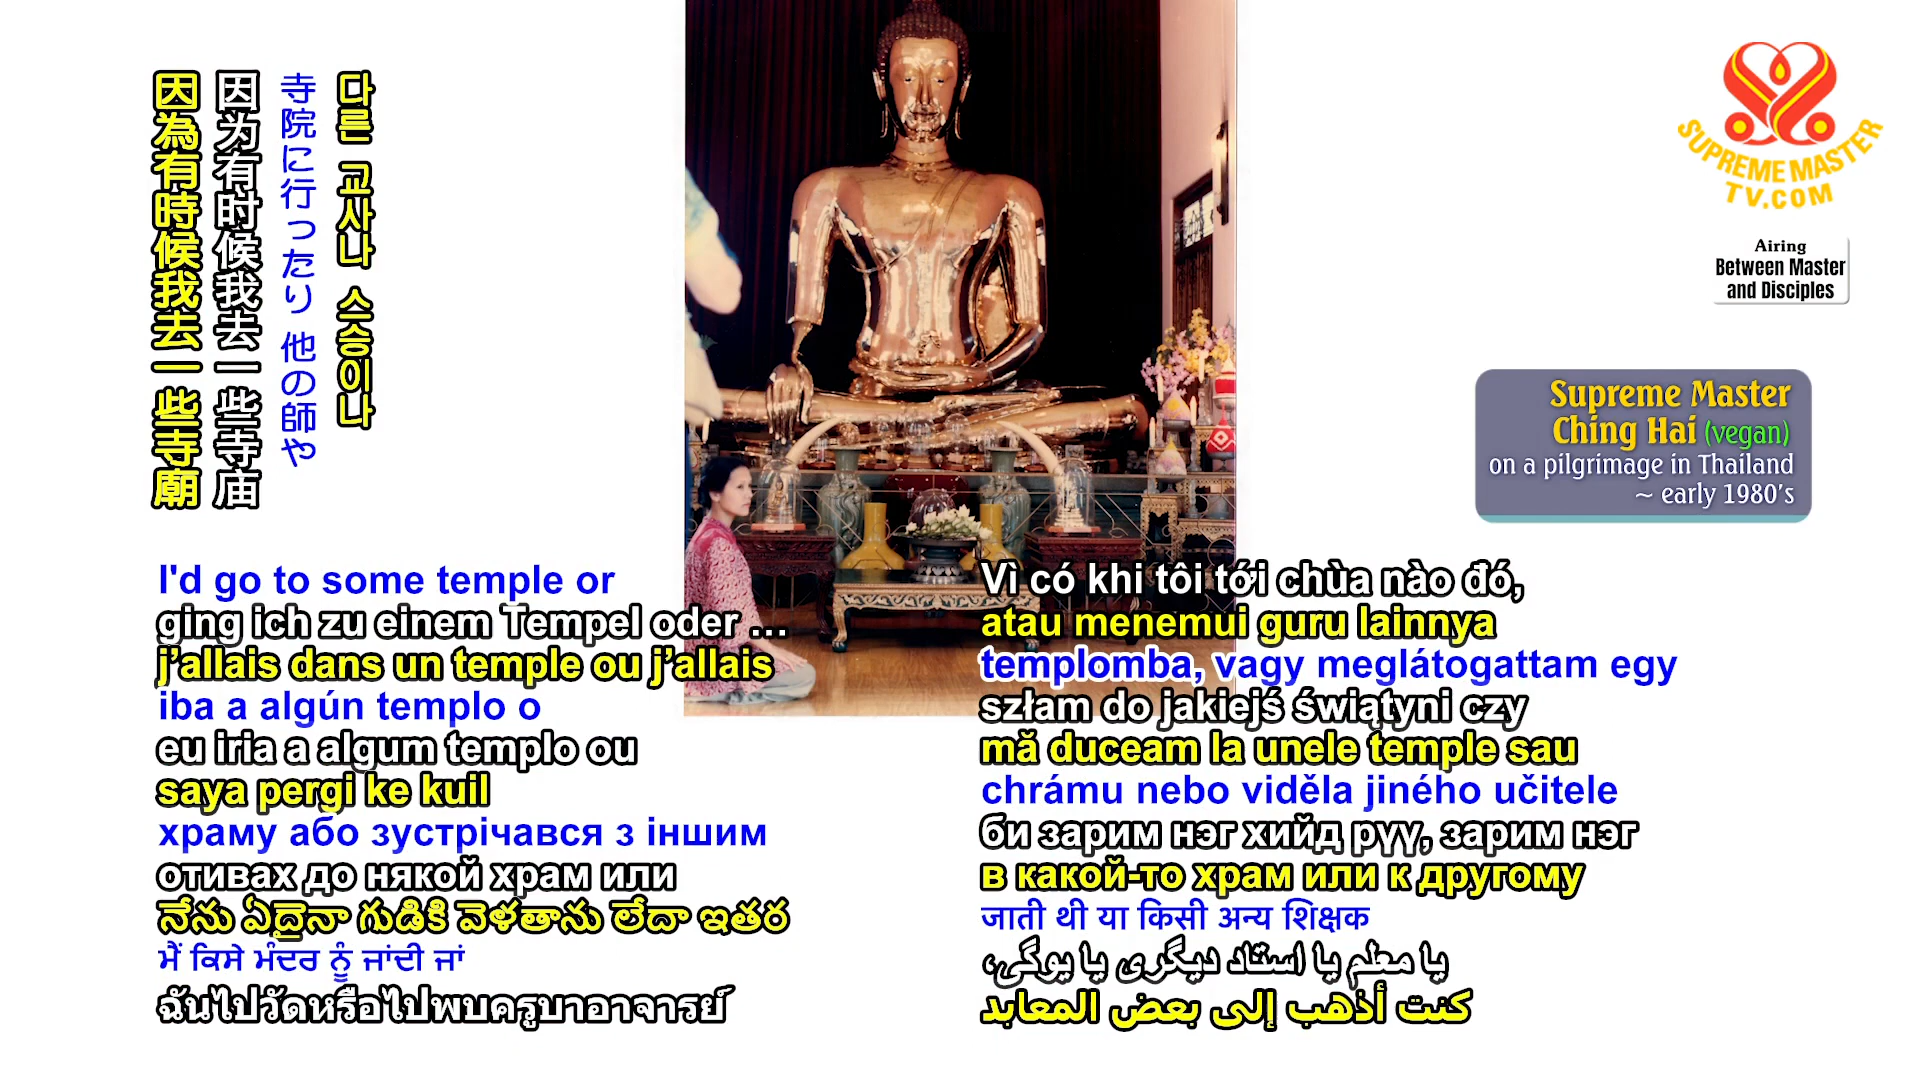 因為有時候我去一些寺廟
因为有时候我去一些寺庙
寺院に行ったり 他の師や
다른 교사나 스승이나
SUPREME MASTER
TV.COM
Airing
Between Master
and Disciples
Supreme Master
Ching Hai (vegan)
on a pilgrimage in Thailand
~ early 1980's
I'd go to some temple or
ging ich zu einem Tempel oder …
j’allais dans un temple ou j’allais
iba a algún templo o
eu iria a algum templo ou
saya pergi ke kuil
храму або зустрічався з іншим
отивах до някой храм или
నేను ఏదైనా గుడికి వెళతాను లేదా ఇతర
ਮੈਂ ਕਿਸੇ ਮੰਦਰ ਨੂੰ ਜਾਂਦੀ ਜਾਂ
ฉันไปวัดหรือไปพบครูบาอาจารย์
Vì có khi tôi tới chùa nào đó,
atau menemui guru lainnya
templomba, vagy meglátogattam egy
szłam do jakiejś świątyni czy
mă duceam la unele temple sau
chrámu nebo viděla jiného učitele
би зарим нэг хийд рүү, зарим нэг
в какой-то храм или к другому
जाती थी या किसी अन्य शिक्षक
یا معلم یا استاد دیگری یا یوگی،
كنت أذهب إلى بعض المعابد